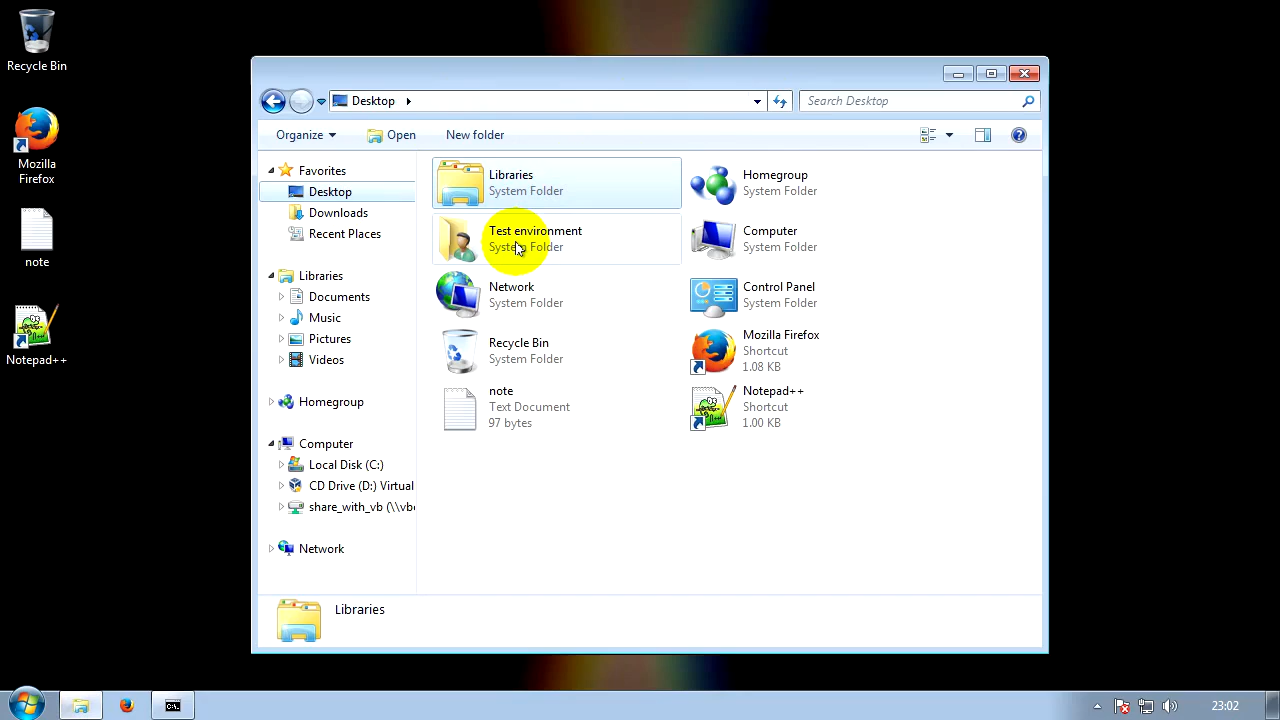 Recycle Bin
Mozilla
Firefox
note
Notepad++
Desktop
Search Desktop
Organize
Open
New folder
Favorites
Desktop
Downloads
Recent Places
Libraries
Documents
Music
Pictures
Videos
Homegroup
Computer
Local Disk (C:)
CD Drive (D:) Virtual
share_with_vb (\\vb
Network
Libraries
System Folder
Homegroup
System Folder
Test environment
System Folder
Computer
System Folder
Network
System Folder
Control Panel
System Folder
Recycle Bin
System Folder
Mozilla Firefox
Shortcut
1.08 KB
note
Text Document
97 bytes
Notepad++
Shortcut
1.00 KB
Libraries
23:02